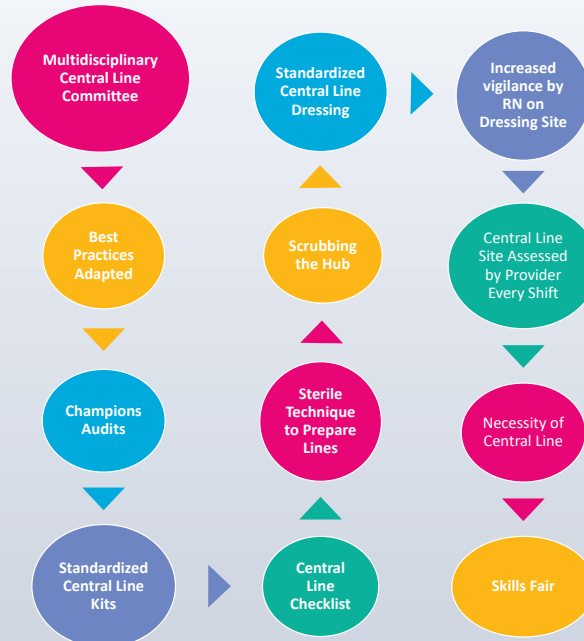 Multidisciplinary
Central Line
Committee
Best
Practices
Adapted
Champions
Audits
Standardized
Central Line
Kits
Central
Line
Checklist
Sterile
Technique
to Prepare
Lines
Scrubbing
the Hub
Standardized
Central Line
Dressing
Increased
vigilance by
RN on
Dressing Site
Central Line
Site Assessed
by Provider
Every Shift
Necessity of
Central Line
Skills Fair